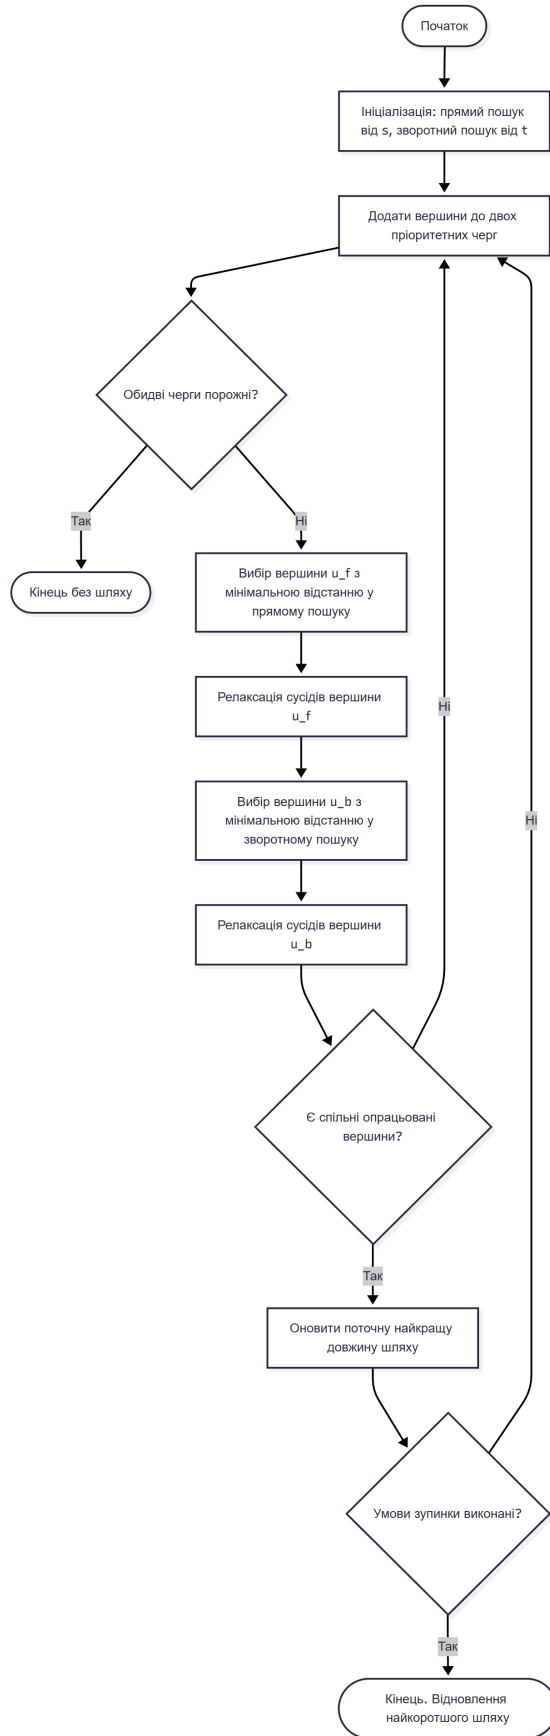 Початок
Ініціалізація: прямий пошук
від s, зворотний пошук від t
Додати вершини до двох
пріоритетних черг
Обидві черги порожні?
Так
Ні
Кінець без шляху
Вибір вершини u_f з
мінімальною відстанню у
прямому пошуку
Релаксація сусідів вершини
u_f
Ні
Вибір вершини u_b з
мінімальною відстанню у
зворотному пошуку
Ні
Релаксація сусідів вершини
u_b
Є спільні опрацьовані
вершини?
Так
Оновити поточну найкращу
довжину шляху
Умови зупинки виконані?
Так
Кінець. Відновлення
найкоротшого шляху